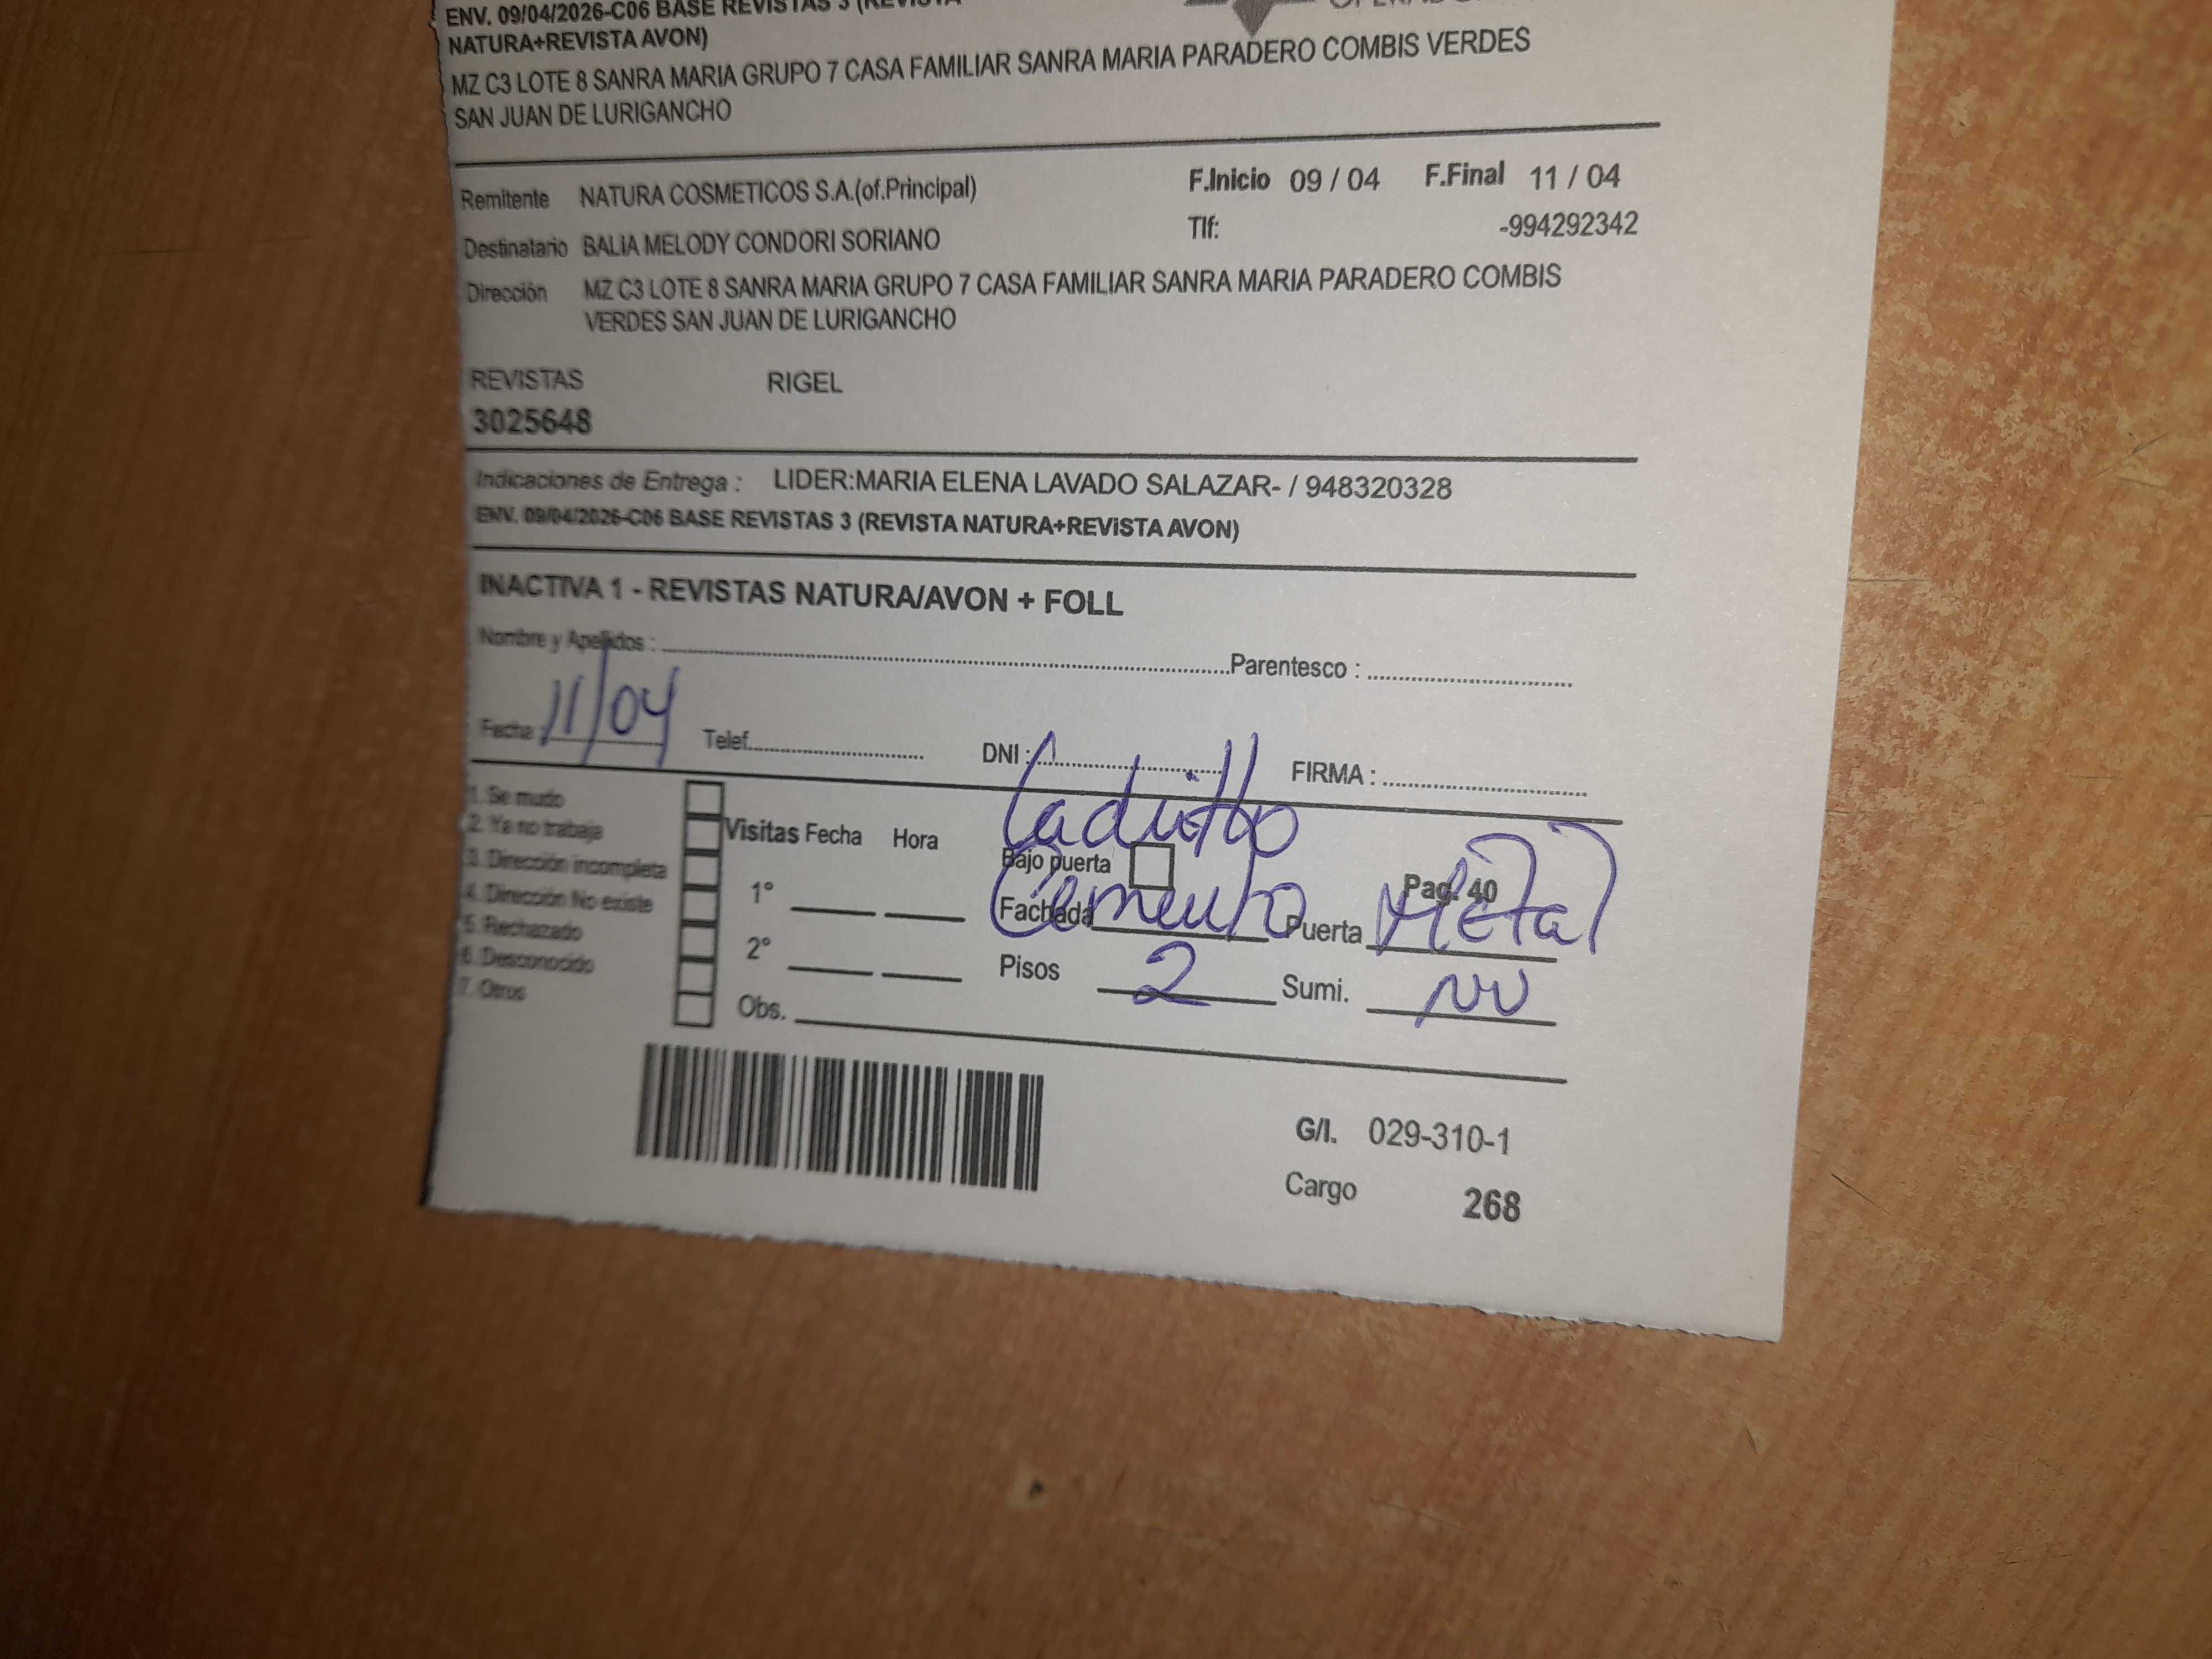 ENV. 09/04/2026-C06 BASE REVISTAS 3 (REVISTA
NATURA+REVISTA AVON)
MZ C3 LOTE 8 SANRA MARIA GRUPO 7 CASA FAMILIAR SANRA MARIA PARADERO COMBIS VERDES
SAN JUAN DE LURIGANCHO
Remitente NATURA COSMETICOS S.A.(of.Principal) F.Inicio 09 / 04 F.Final 11 / 04
Destinatario BALIA MELODY CONDORI SORIANO Tlf: -994292342
Dirección MZ C3 LOTE 8 SANRA MARIA GRUPO 7 CASA FAMILIAR SANRA MARIA PARADERO COMBIS
VERDES SAN JUAN DE LURIGANCHO
REVISTAS RIGEL
3025648
Indicaciones de Entrega : LIDER:MARIA ELENA LAVADO SALAZAR- / 948320328
ENV. 09/04/2026-C06 BASE REVISTAS 3 (REVISTA NATURA+REVISTA AVON)
INACTIVA 1 - REVISTAS NATURA/AVON + FOLL
Nombre y Apellidos : Parentesco :
Fecha 11/04 Telef. DNI : FIRMA :
1. Se mudo
2. Ya no trabaja
3. Dirección incompleta
4. Dirección No existe
5. Rechazado
6. Desconocido
7. Otros
Visitas Fecha Hora
1°
2°
Obs.
Ladrillo
Bajo puerta Pag. 40
Fachada Cemento Puerta Metal
Pisos 2 Sumi. NV
G/I. 029-310-1
Cargo 268